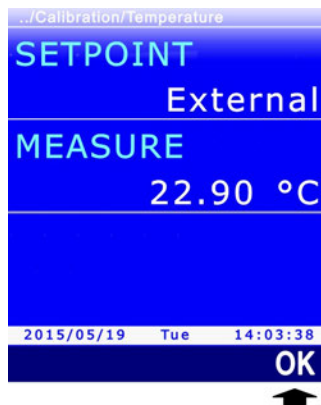 ../Calibration/Temperature
SETPOINT
External
MEASURE
22.90 °C
2015/05/19 Tue 14:03:38
OK